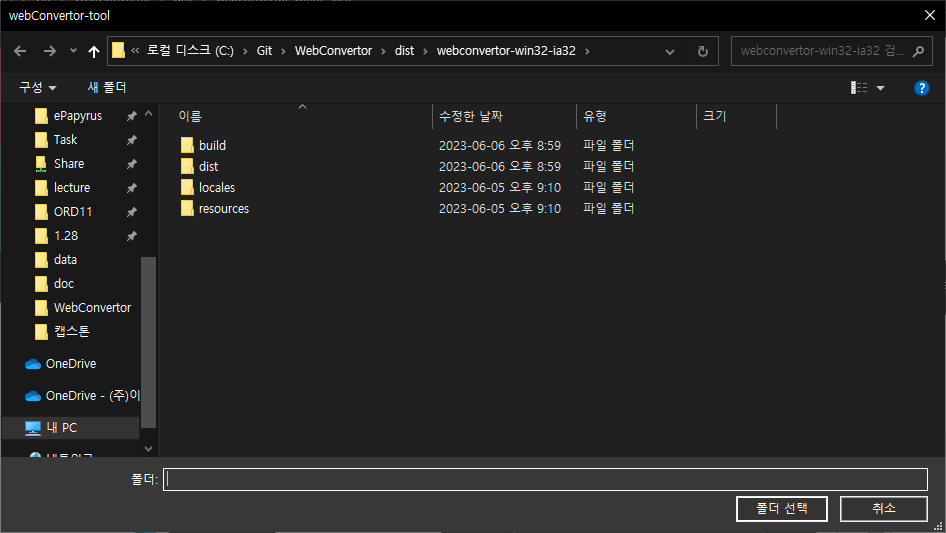 webConvertor-tool
« 로컬 디스크 (C:) › Git › WebConvertor › dist › webconvertor-win32-ia32 ›
webconvertor-win32-ia32 검...
구성 새 폴더
ePapyrus
Task
Share
lecture
ORD11
1.28
data
doc
WebConvertor
캡스톤
OneDrive
OneDrive - (주)이
내 PC
이름 수정한 날짜 유형 크기
build 2023-06-06 오후 8:59 파일 폴더
dist 2023-06-06 오후 8:59 파일 폴더
locales 2023-06-05 오후 9:10 파일 폴더
resources 2023-06-05 오후 9:10 파일 폴더
폴더:
폴더 선택 취소